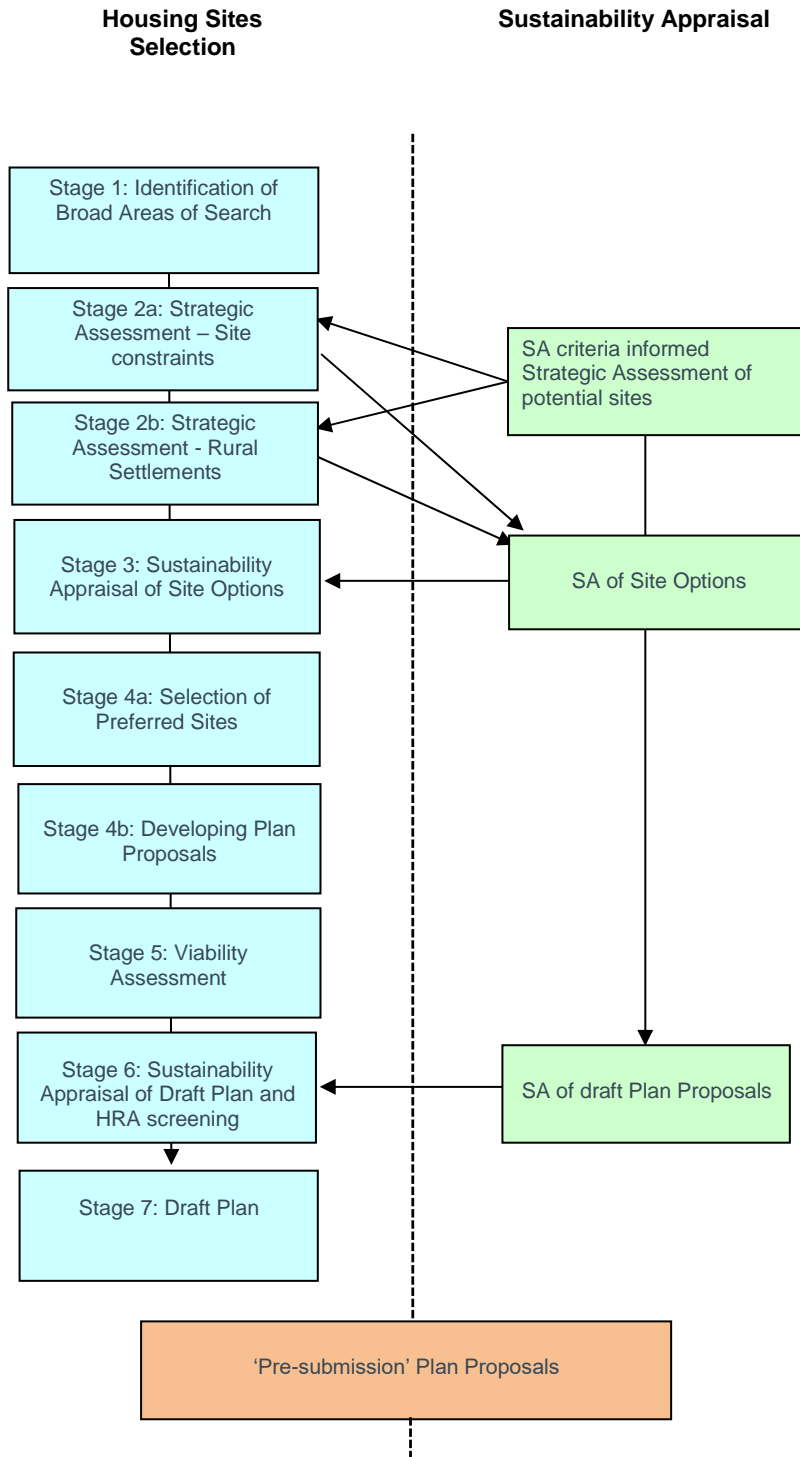 Housing Sites
Selection
Sustainability Appraisal
Stage 1: Identification of
Broad Areas of Search
Stage 2a: Strategic
Assessment – Site
constraints
SA criteria informed
Strategic Assessment of
potential sites
Stage 2b: Strategic
Assessment - Rural
Settlements
Stage 3: Sustainability
Appraisal of Site Options
SA of Site Options
Stage 4a: Selection of
Preferred Sites
Stage 4b: Developing Plan
Proposals
Stage 5: Viability
Assessment
Stage 6: Sustainability
Appraisal of Draft Plan and
HRA screening
SA of draft Plan Proposals
Stage 7: Draft Plan
‘Pre-submission’ Plan Proposals